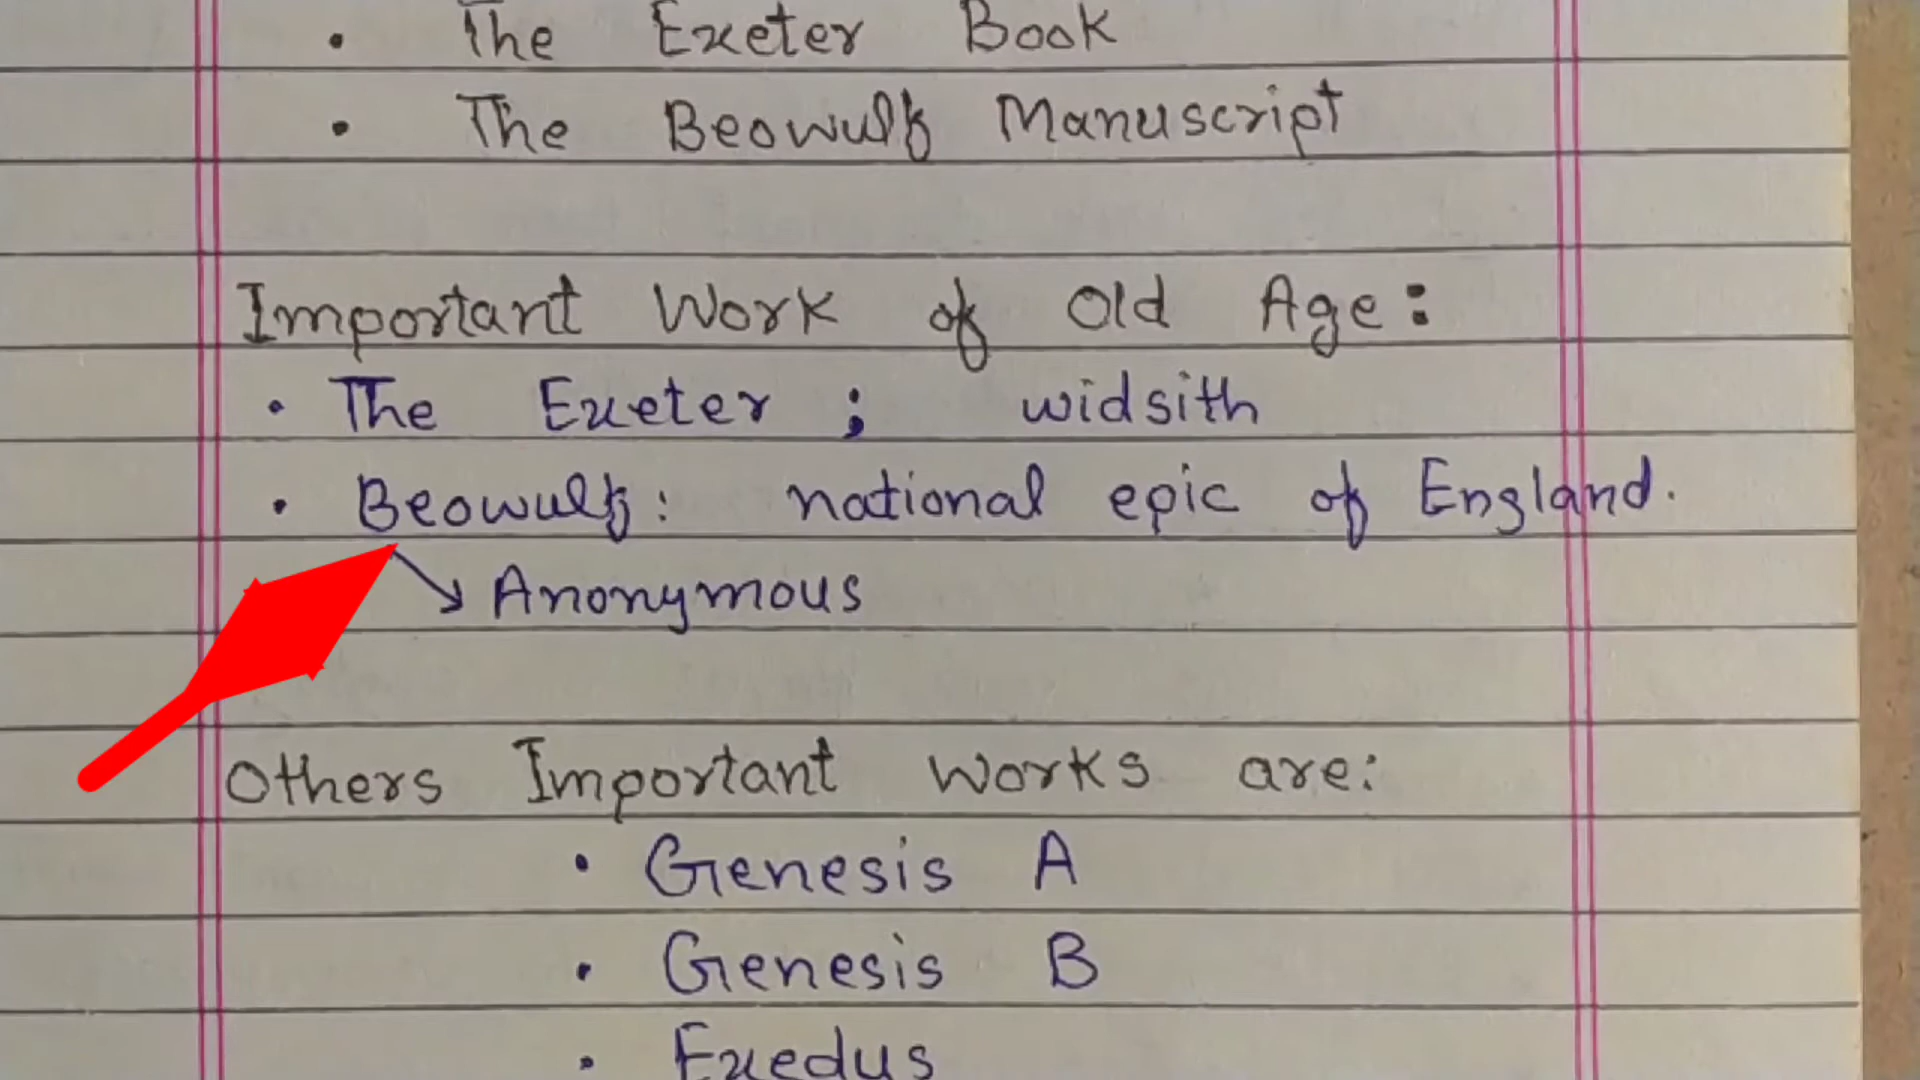 • The Exeter Book
• The Beowulf Manuscript
Important Work of Old Age:
• The Exeter ; widsith
• Beowulf: national epic of England.
↘ Anonymous
Others Important Works are:
• Genesis A
• Genesis B
• Exedus